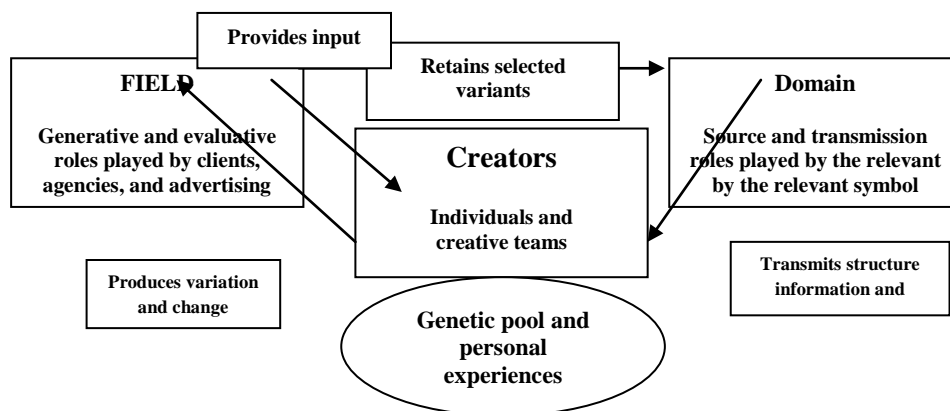 Provides input
Retains selected
variants
FIELD
Generative and evaluative
roles played by clients,
agencies, and advertising
Creators
Individuals and
creative teams
Domain
Source and transmission
roles played by the relevant
by the relevant symbol
Produces variation
and change
Transmits structure
information and
Genetic pool and
personal
experiences